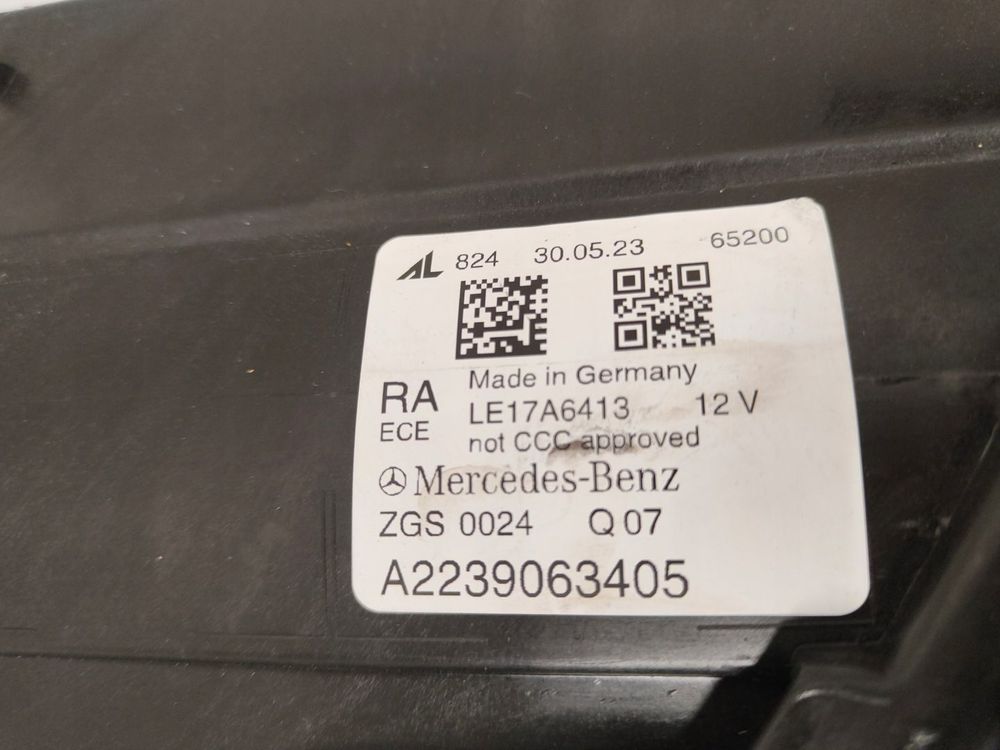 AL 824 30.05.23 65200
Made in Germany
RA LE17A6413 12 V
ECE not CCC approved
Mercedes-Benz
ZGS 0024 Q 07
A2239063405